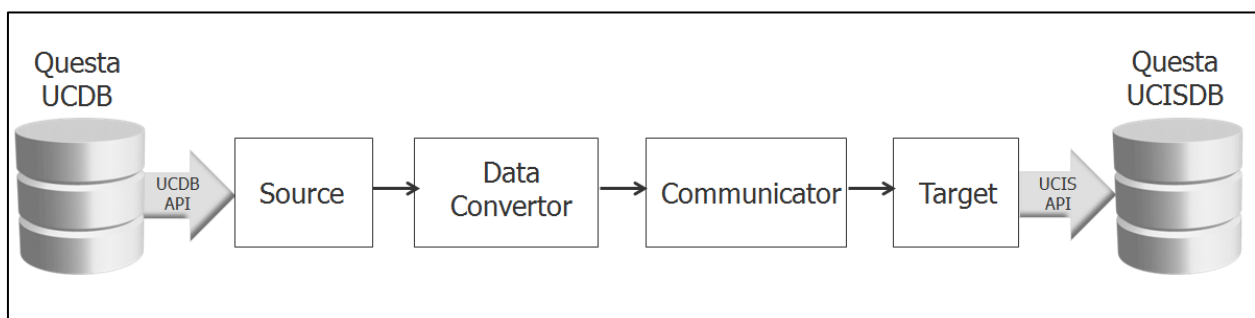 Questa
UCDB
UCDB
API
Source
Data
Convertor
Communicator
Target
UCIS
API
Questa
UCISDB